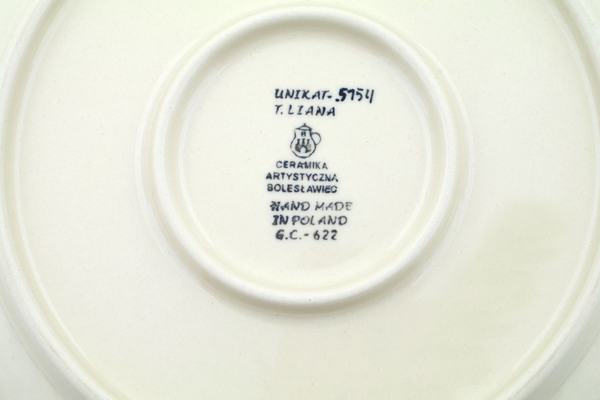 UNIKAT-5754
T. LIANA
CERAMIKA
ARTYSTYCZNA
BOLESŁAWIEC
HAND MADE
IN POLAND
G.C.-622